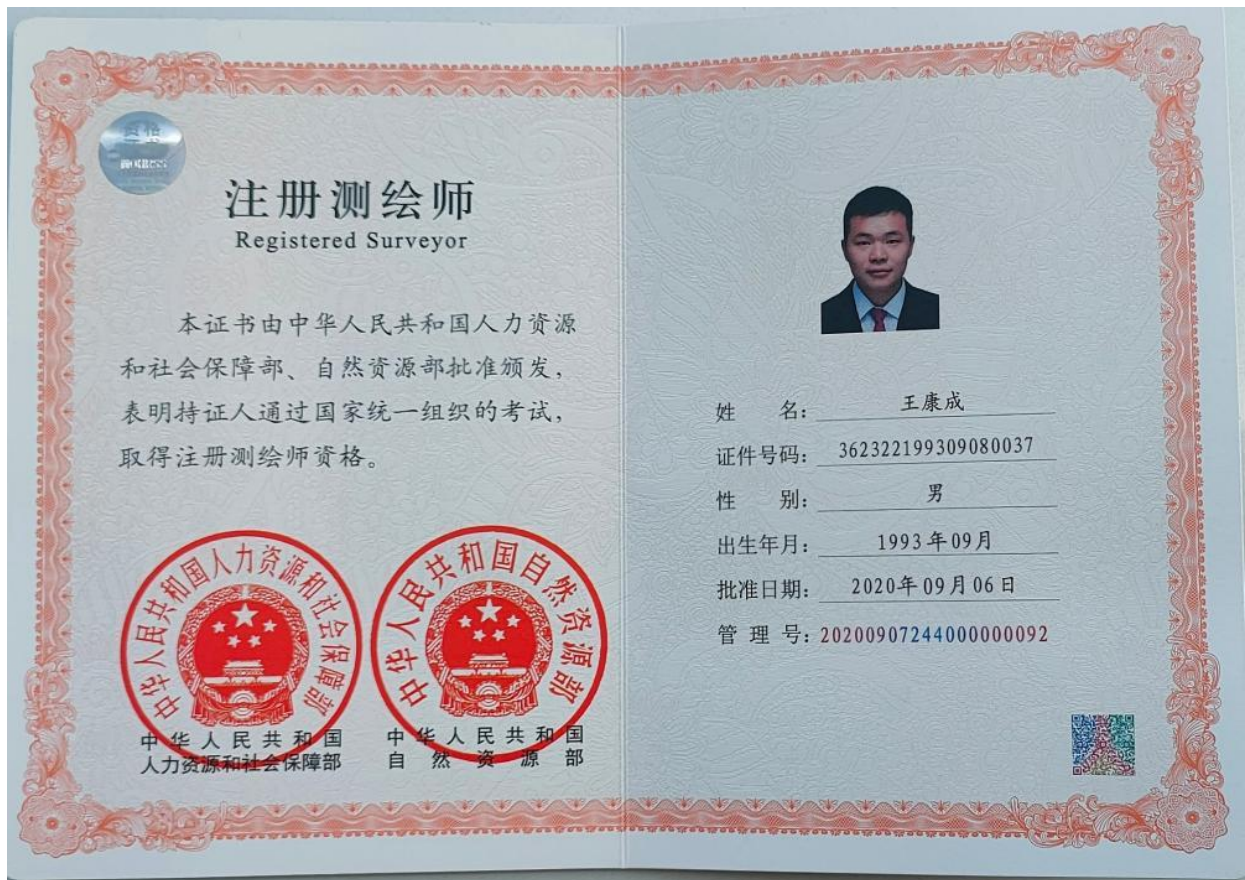 注册测绘师
Registered Surveyor
本证书由中华人民共和国人力资源
和社会保障部、自然资源部批准颁发，
表明持证人通过国家统一组织的考试，
取得注册测绘师资格。
中华人民共和国人力资源和社会保障部
中华人民共和国
人力资源和社会保障部
中华人民共和国自然资源部
中华人民共和国
自然资源部
姓 名：王康成
证件号码：362322199309080037
性 别：男
出生年月：1993年09月
批准日期：2020年09月06日
管 理 号：20200907244000000092